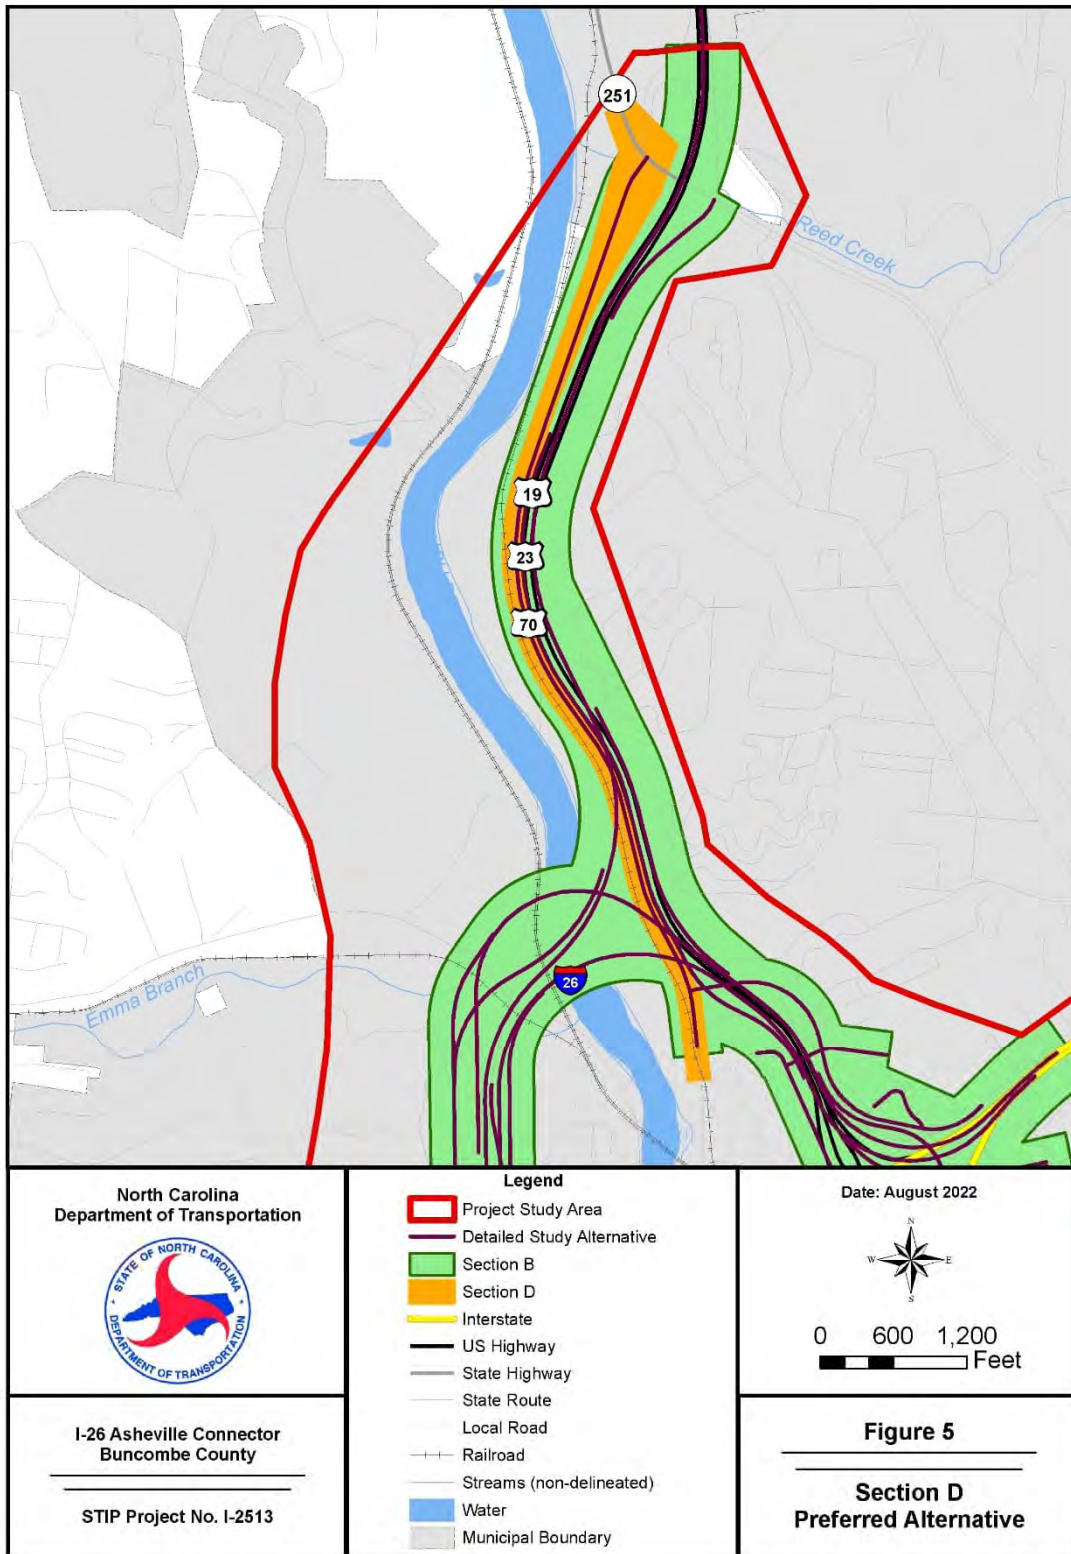 251
Reed Creek
19
23
70
26
Emma Branch
North Carolina
Department of Transportation
STATE OF NORTH CAROLINA
DEPARTMENT OF TRANSPORTATION
I-26 Asheville Connector
Buncombe County
STIP Project No. I-2513
Legend
Project Study Area
Detailed Study Alternative
Section B
Section D
Interstate
US Highway
State Highway
State Route
Local Road
Railroad
Streams (non-delineated)
Water
Municipal Boundary
Date: August 2022
N
W E
S
0 600 1,200
Feet
Figure 5
Section D
Preferred Alternative